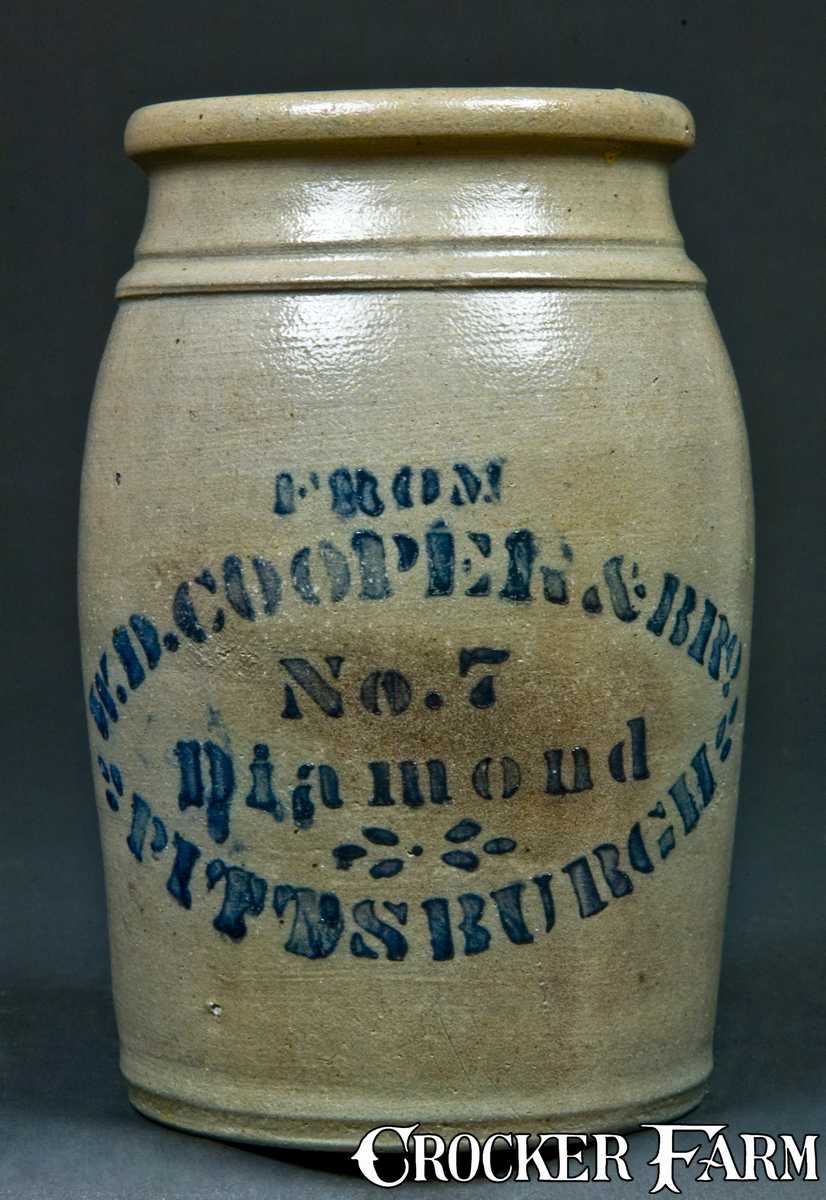 FROM
W.D. COOPER & BRO.
No. 7
Diamond
PITTSBURGH
CROCKER FARM